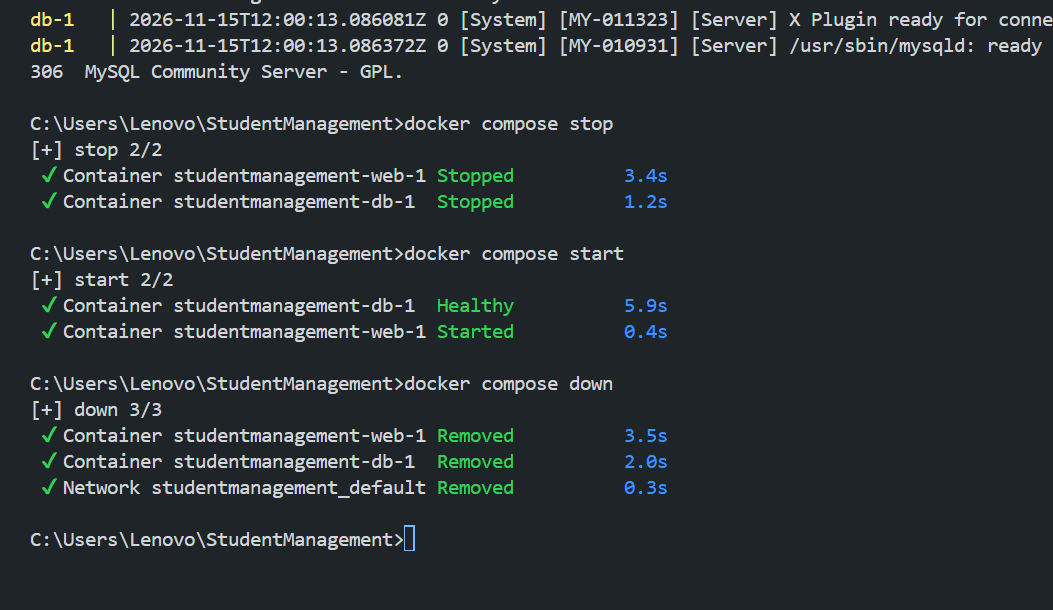 db-1   | 2026-11-15T12:00:13.086081Z 0 [System] [MY-011323] [Server] X Plugin ready for conne
db-1   | 2026-11-15T12:00:13.086372Z 0 [System] [MY-010931] [Server] /usr/sbin/mysqld: ready
306  MySQL Community Server - GPL.
C:\Users\Lenovo\StudentManagement>docker compose stop
[+] stop 2/2
 ✓ Container studentmanagement-web-1 Stopped          3.4s
 ✓ Container studentmanagement-db-1  Stopped          1.2s
C:\Users\Lenovo\StudentManagement>docker compose start
[+] start 2/2
 ✓ Container studentmanagement-db-1  Healthy          5.9s
 ✓ Container studentmanagement-web-1 Started          0.4s
C:\Users\Lenovo\StudentManagement>docker compose down
[+] down 3/3
 ✓ Container studentmanagement-web-1 Removed          3.5s
 ✓ Container studentmanagement-db-1  Removed          2.0s
 ✓ Network studentmanagement_default Removed          0.3s
C:\Users\Lenovo\StudentManagement>